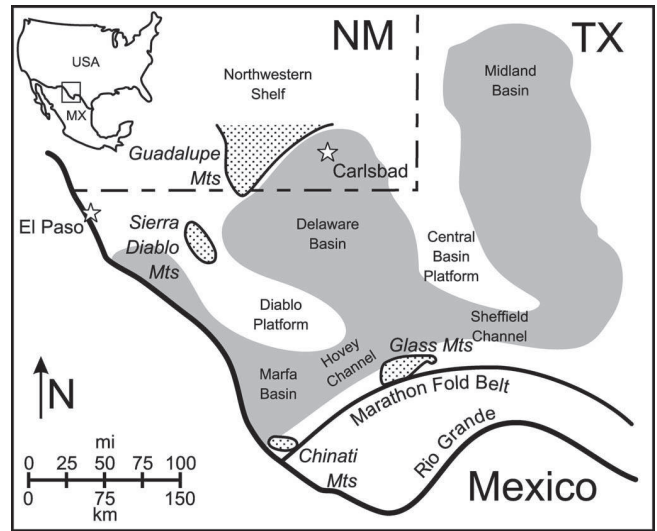 NM
TX
USA
MX
Northwestern
Shelf
Midland
Basin
Guadalupe
Mts
Carlsbad
El Paso
Sierra
Diablo
Mts
Delaware
Basin
Central
Basin
Platform
Diablo
Platform
Sheffield
Channel
Glass Mts
Hovey
Channel
Marfa
Basin
Marathon Fold Belt
N
Rio Grande
Chinati
Mts
Mexico
mi
0 25 50 75 100
0 75 150
km